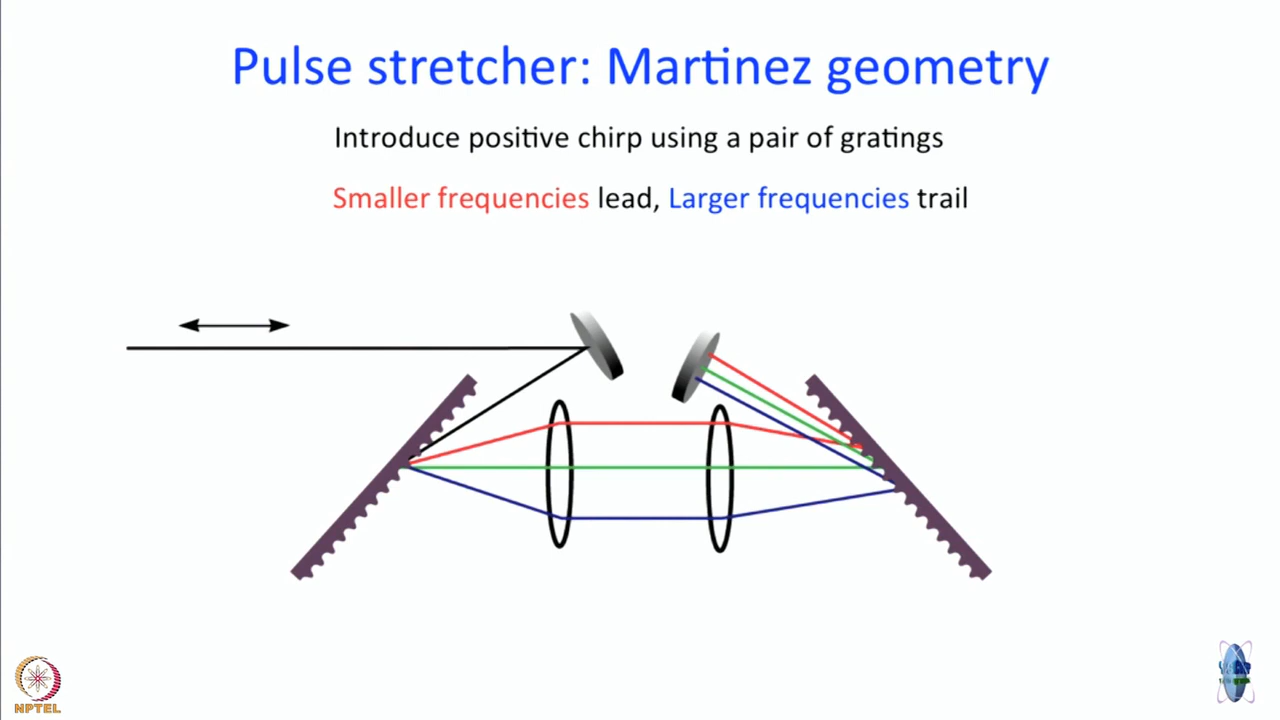 Pulse stretcher: Martinez geometry
Introduce positive chirp using a pair of gratings
Smaller frequencies lead, Larger frequencies trail
NPTEL